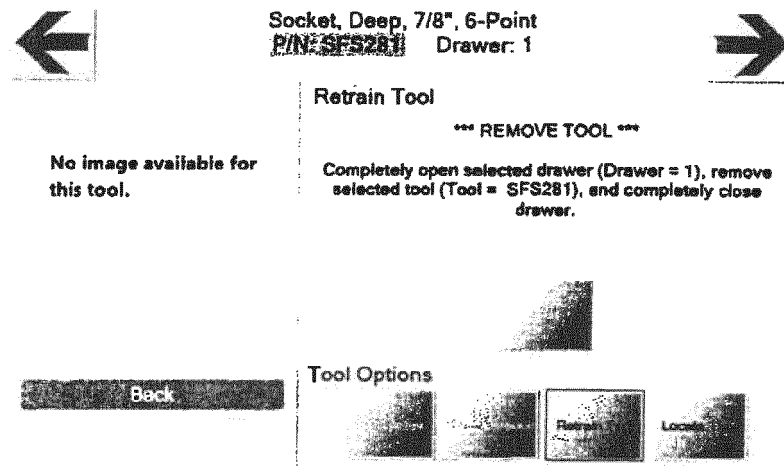 Socket, Deep, 7/8", 6-Point
P/N: SFS281 Drawer: 1
Retrain Tool
*** REMOVE TOOL ***
No image available for
this tool.
Completely open selected drawer (Drawer = 1), remove
selected tool (Tool = SFS281), and completely close
drawer.
Back
Tool Options
Retrain
Locate